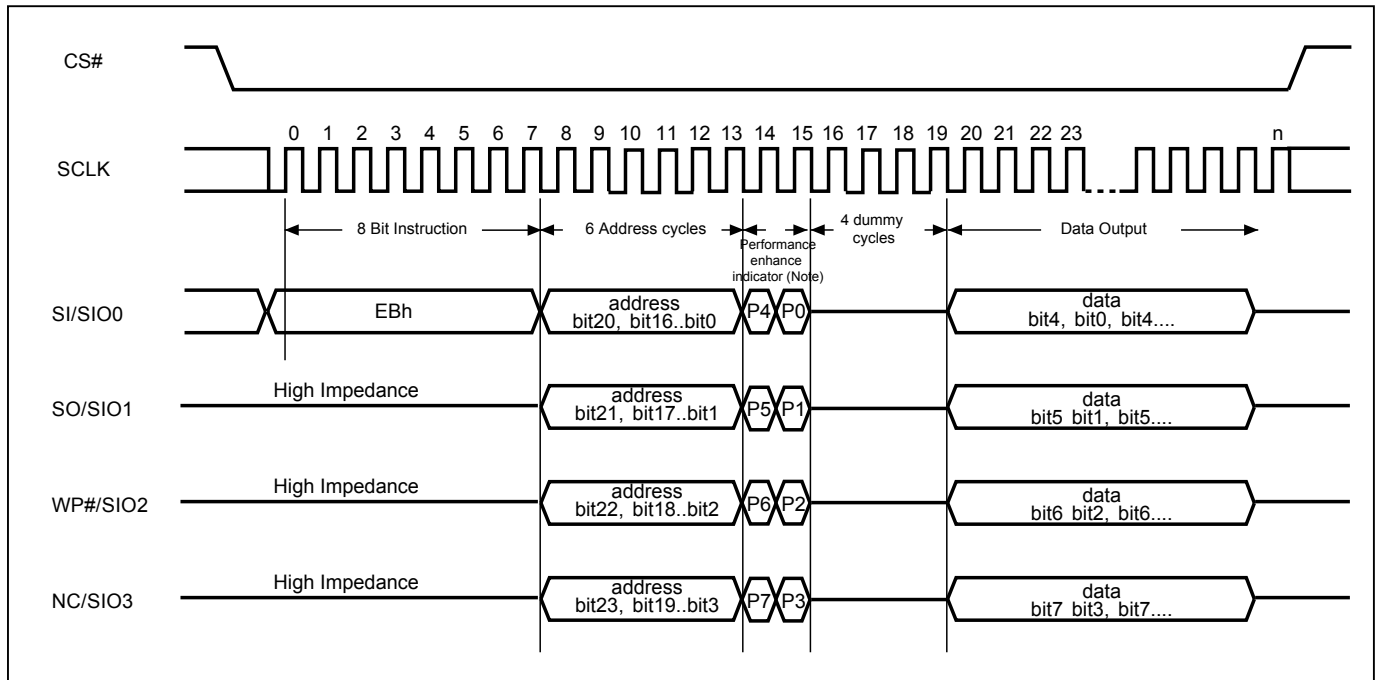 CS#
0 1 2 3 4 5 6 7 8 9 10 11 12 13 14 15 16 17 18 19 20 21 22 23 n
SCLK
8 Bit Instruction
6 Address cycles
Performance
enhance
indicator (Note)
4 dummy
cycles
Data Output
SI/SIO0
EBh
address
bit20, bit16..bit0
P4 P0
data
bit4, bit0, bit4....
SO/SIO1
High Impedance
address
bit21, bit17..bit1
P5 P1
data
bit5 bit1, bit5....
WP#/SIO2
High Impedance
address
bit22, bit18..bit2
P6 P2
data
bit6 bit2, bit6....
NC/SIO3
High Impedance
address
bit23, bit19..bit3
P7 P3
data
bit7 bit3, bit7....